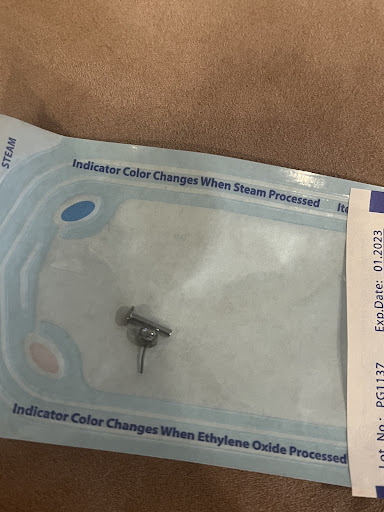 STEAM
Indicator Color Changes When Steam Processed
Ite
Indicator Color Changes When Ethylene Oxide Processed
Lot No.: PG1137 Exp.Date: 01.2023